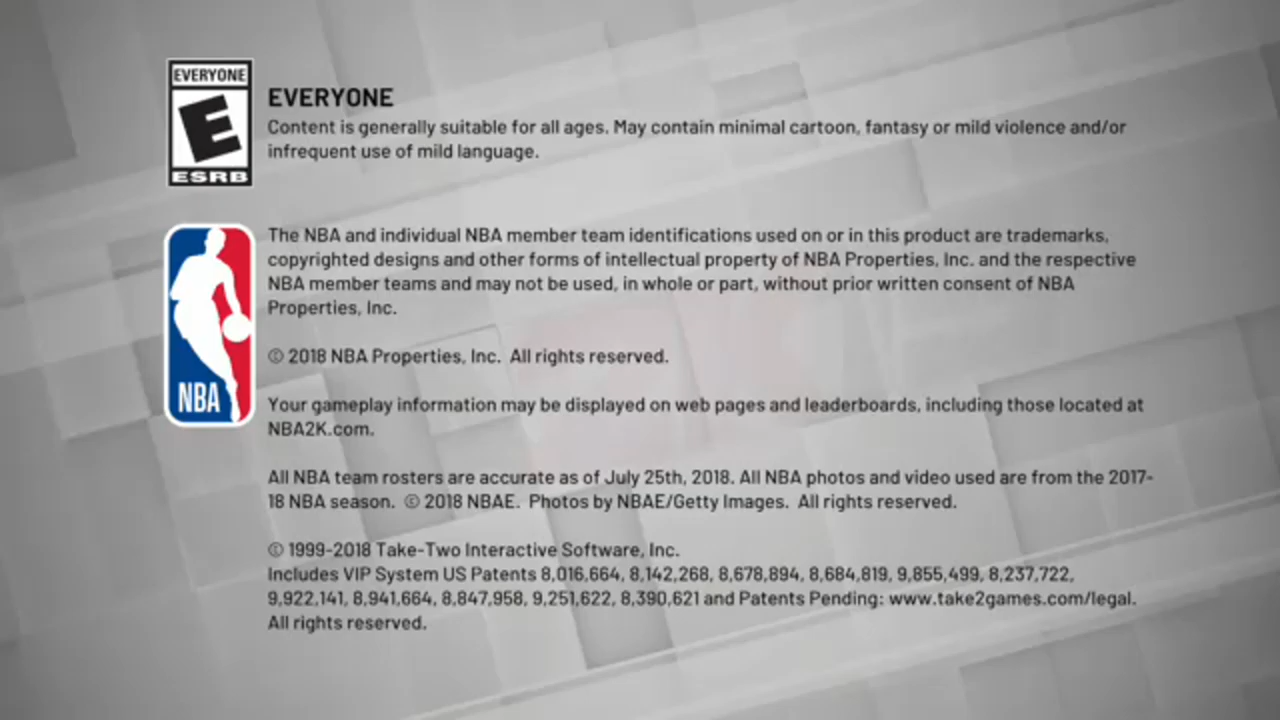 EVERYONE
E
ESRB
EVERYONE
Content is generally suitable for all ages. May contain minimal cartoon, fantasy or mild violence and/or
infrequent use of mild language.
NBA
The NBA and individual NBA member team identifications used on or in this product are trademarks,
copyrighted designs and other forms of intellectual property of NBA Properties, Inc. and the respective
NBA member teams and may not be used, in whole or part, without prior written consent of NBA
Properties, Inc.
© 2018 NBA Properties, Inc.  All rights reserved.
Your gameplay information may be displayed on web pages and leaderboards, including those located at
NBA2K.com.
All NBA team rosters are accurate as of July 25th, 2018. All NBA photos and video used are from the 2017-
18 NBA season.  © 2018 NBAE.  Photos by NBAE/Getty Images.  All rights reserved.
© 1999-2018 Take-Two Interactive Software, Inc.
Includes VIP System US Patents 8,016,664, 8,142,268, 8,678,894, 8,684,819, 9,855,499, 8,237,722,
9,922,141, 8,941,664, 8,847,958, 9,251,622, 8,390,621 and Patents Pending: www.take2games.com/legal.
All rights reserved.